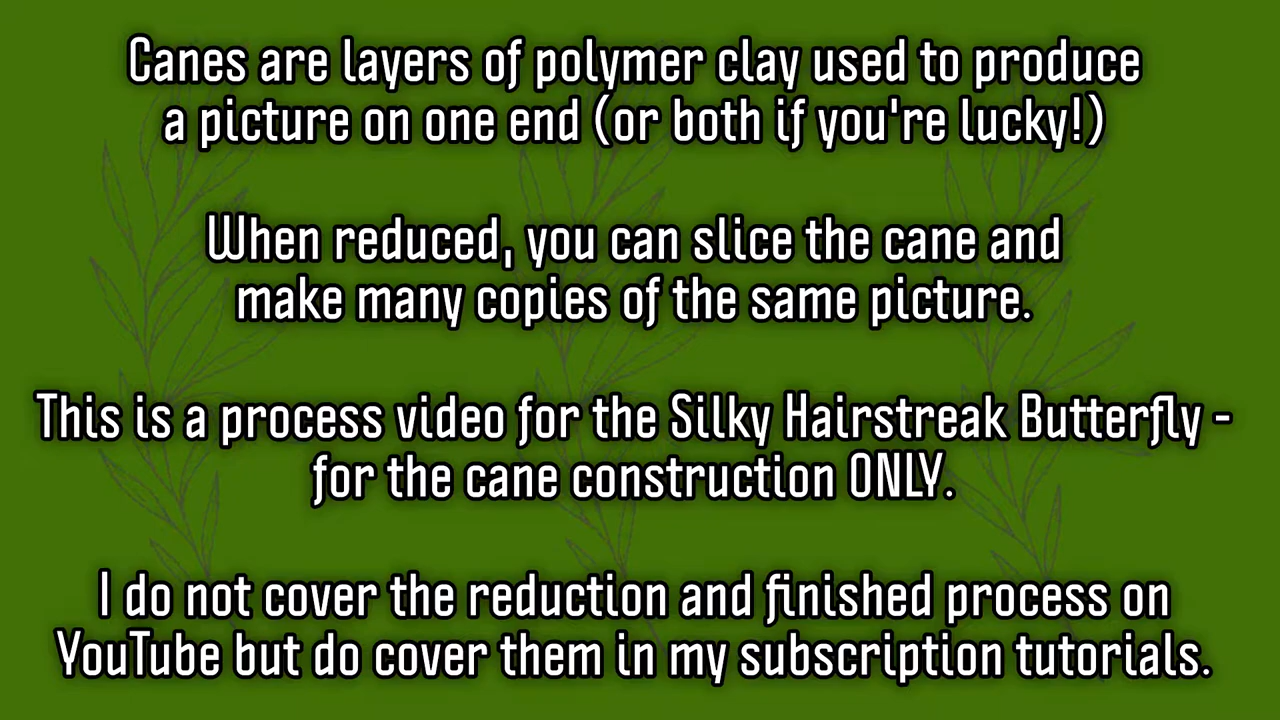 Canes are layers of polymer clay used to produce
a picture on one end (or both if you're lucky!)
When reduced, you can slice the cane and
make many copies of the same picture.
This is a process video for the Silky Hairstreak Butterfly -
for the cane construction ONLY.
I do not cover the reduction and finished process on
YouTube but do cover them in my subscription tutorials.